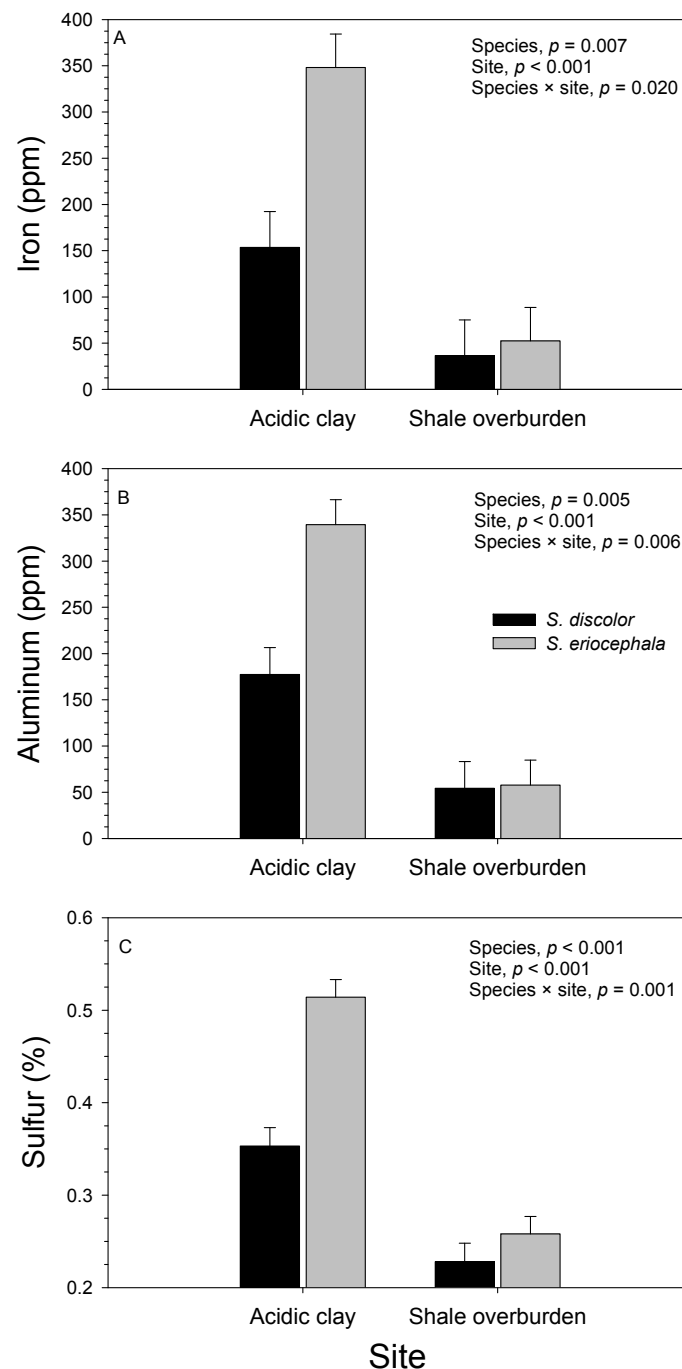 A
Species, p = 0.007
Site, p < 0.001
Species × site, p = 0.020
Iron (ppm)
400
350
300
250
200
150
100
50
0
Acidic clay Shale overburden
B
Species, p = 0.005
Site, p < 0.001
Species × site, p = 0.006
S. discolor
S. eriocephala
Aluminum (ppm)
400
350
300
250
200
150
100
50
0
Acidic clay Shale overburden
C
Species, p < 0.001
Site, p < 0.001
Species × site, p = 0.001
Sulfur (%)
0.6
0.5
0.4
0.3
0.2
Acidic clay Shale overburden
Site